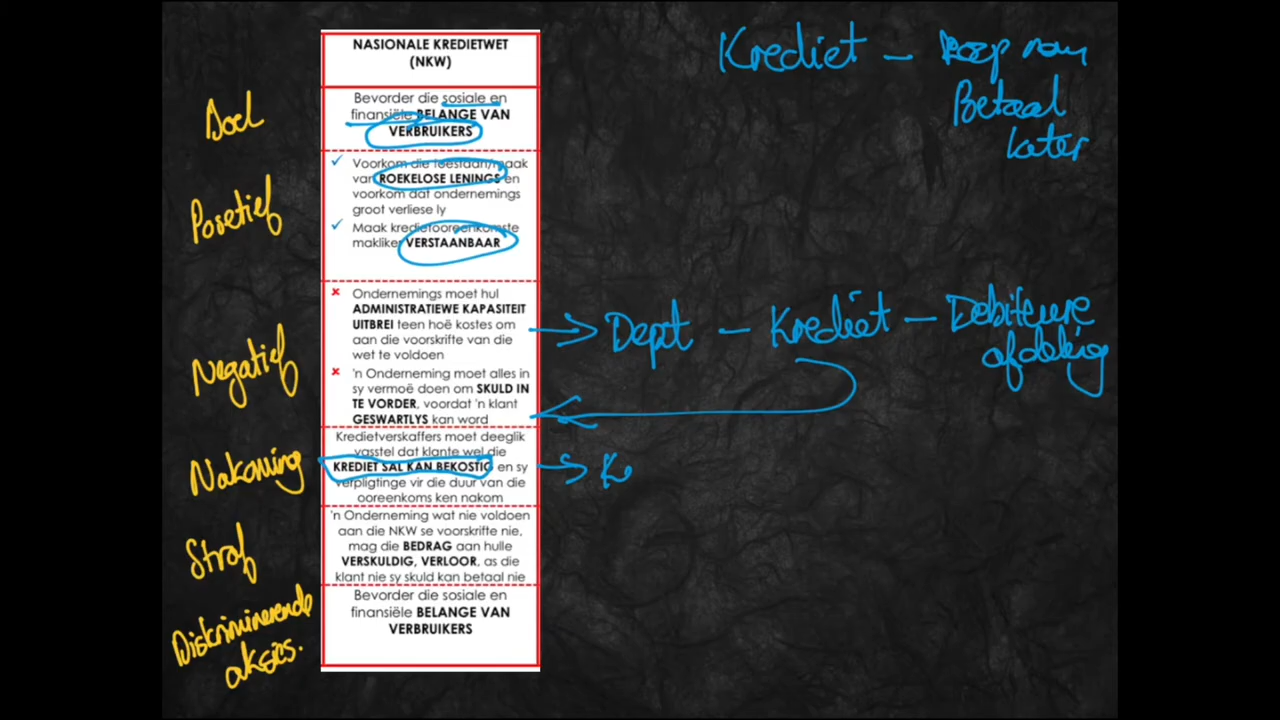 Krediet – koop nou
Betaal
later
NASIONALE KREDIETWET
(NKW)
Doel
Bevorder die sosiale en
finansiële BELANGE VAN
VERBRUIKERS
Posetief
✓ Voorkom die toestaan/maak
van ROEKELOSE LENINGS en
voorkom dat ondernemings
groot verliese ly
✓ Maak kredietooreenkomste
makliker VERSTAANBAAR
Negatief
✗ Ondernemings moet hul
ADMINISTRATIEWE KAPASITEIT
UITBREI teen hoë kostes om
aan die voorskrifte van die
wet te voldoen
Dept – Krediet – Debiteure
afdeling
✗ 'n Onderneming moet alles in
sy vermoë doen om SKULD IN
TE VORDER, voordat 'n klant
GESWARTLYS kan word
Nakoming
Kredietverskaffers moet deeglik
vasstel dat klante wel die
KREDIET SAL KAN BEKOSTIG en sy
verpligtinge vir die duur van die
ooreenkoms ken nakom
Straf
'n Onderneming wat nie voldoen
aan die NKW se voorskrifte nie,
mag die BEDRAG aan hulle
VERSKULDIG, VERLOOR, as die
klant nie sy skuld kan betaal nie
Diskriminerende
aksies.
Bevorder die sosiale en
finansiële BELANGE VAN
VERBRUIKERS